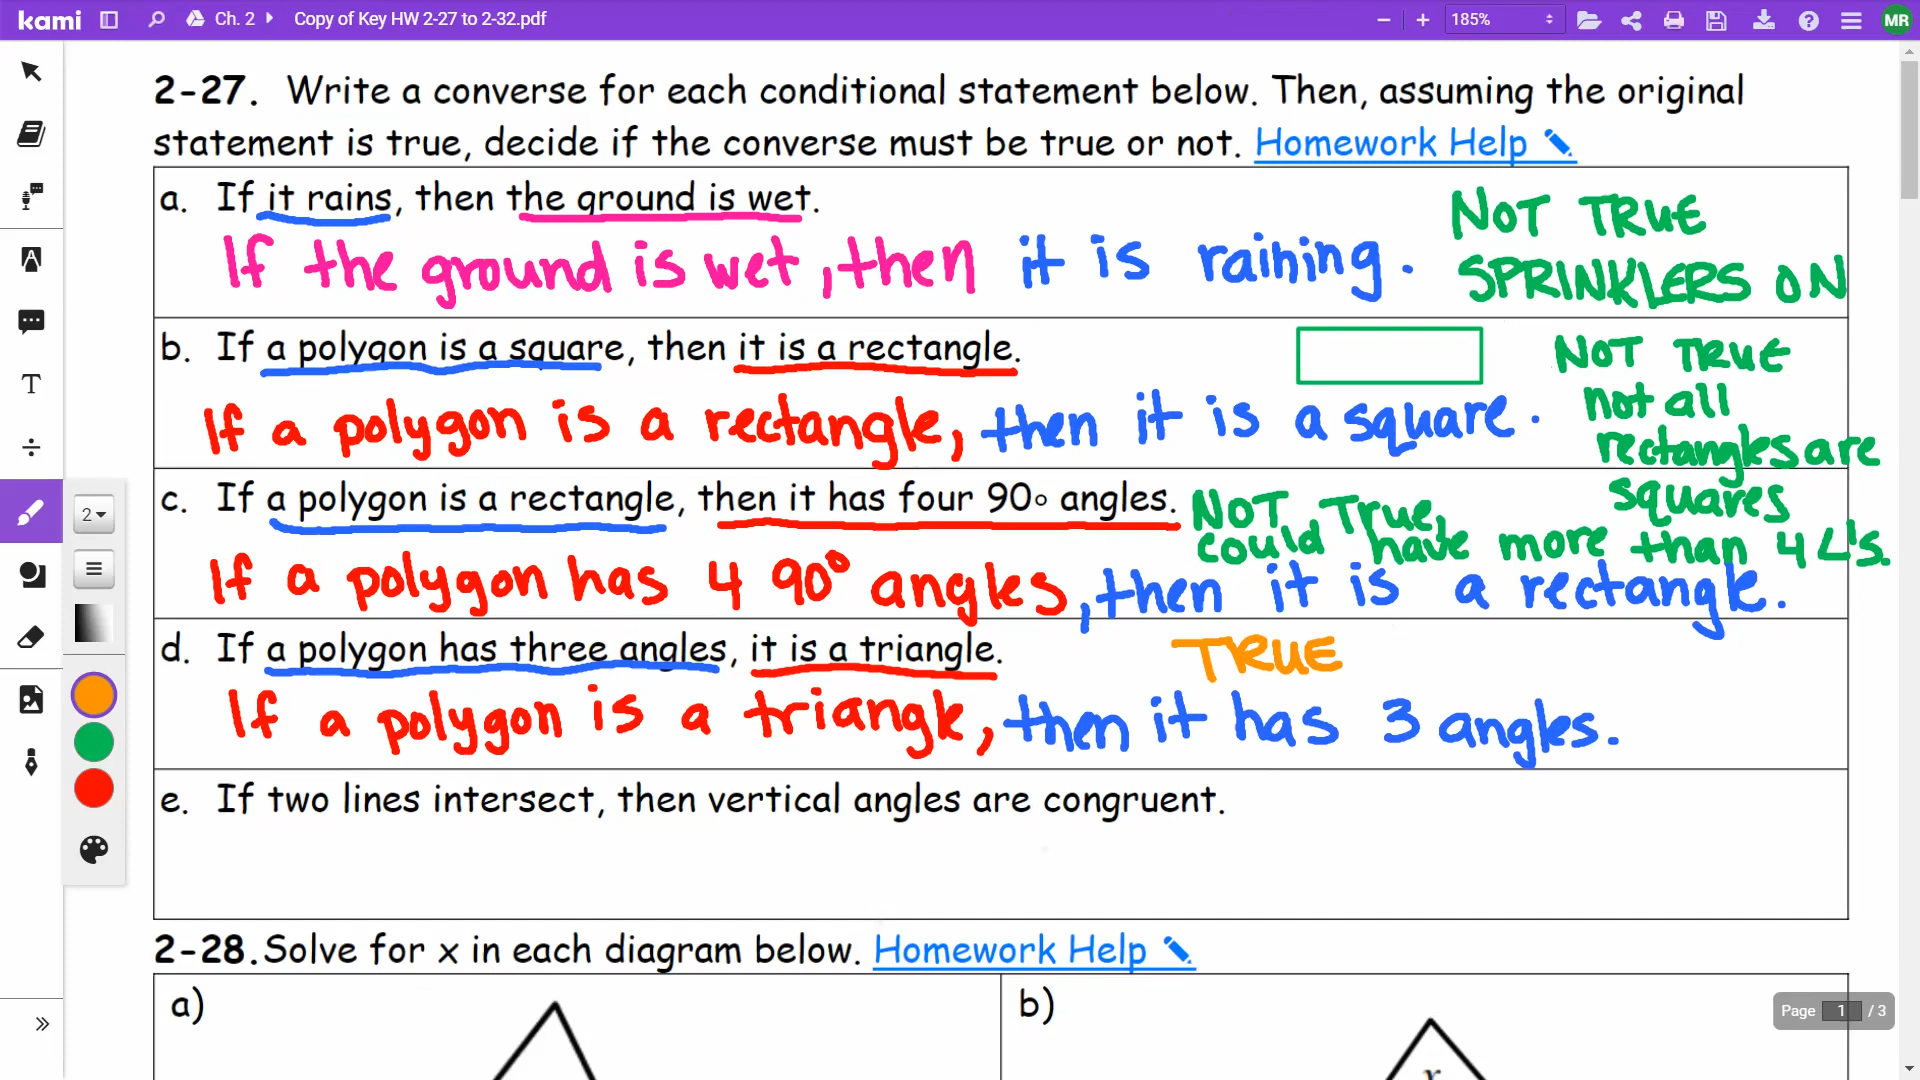 kami Ch. 2 Copy of Key HW 2-27 to 2-32.pdf 185% MR
2-27. Write a converse for each conditional statement below. Then, assuming the original
statement is true, decide if the converse must be true or not. Homework Help
a. If it rains, then the ground is wet.
NOT TRUE
If the ground is wet, then it is raining.
SPRINKLERS ON
b. If a polygon is a square, then it is a rectangle.
NOT TRUE
not all
If a polygon is a rectangle, then it is a square.
rectangles are
squares
c. If a polygon is a rectangle, then it has four 90° angles.
NOT True,
could have more than 4 ∠'s.
If a polygon has 4 90° angles, then it is a rectangle.
d. If a polygon has three angles, it is a triangle.
TRUE
If a polygon is a triangle, then it has 3 angles.
e. If two lines intersect, then vertical angles are congruent.
2-28. Solve for x in each diagram below. Homework Help
a)
b)
x
2
Page 1 / 3